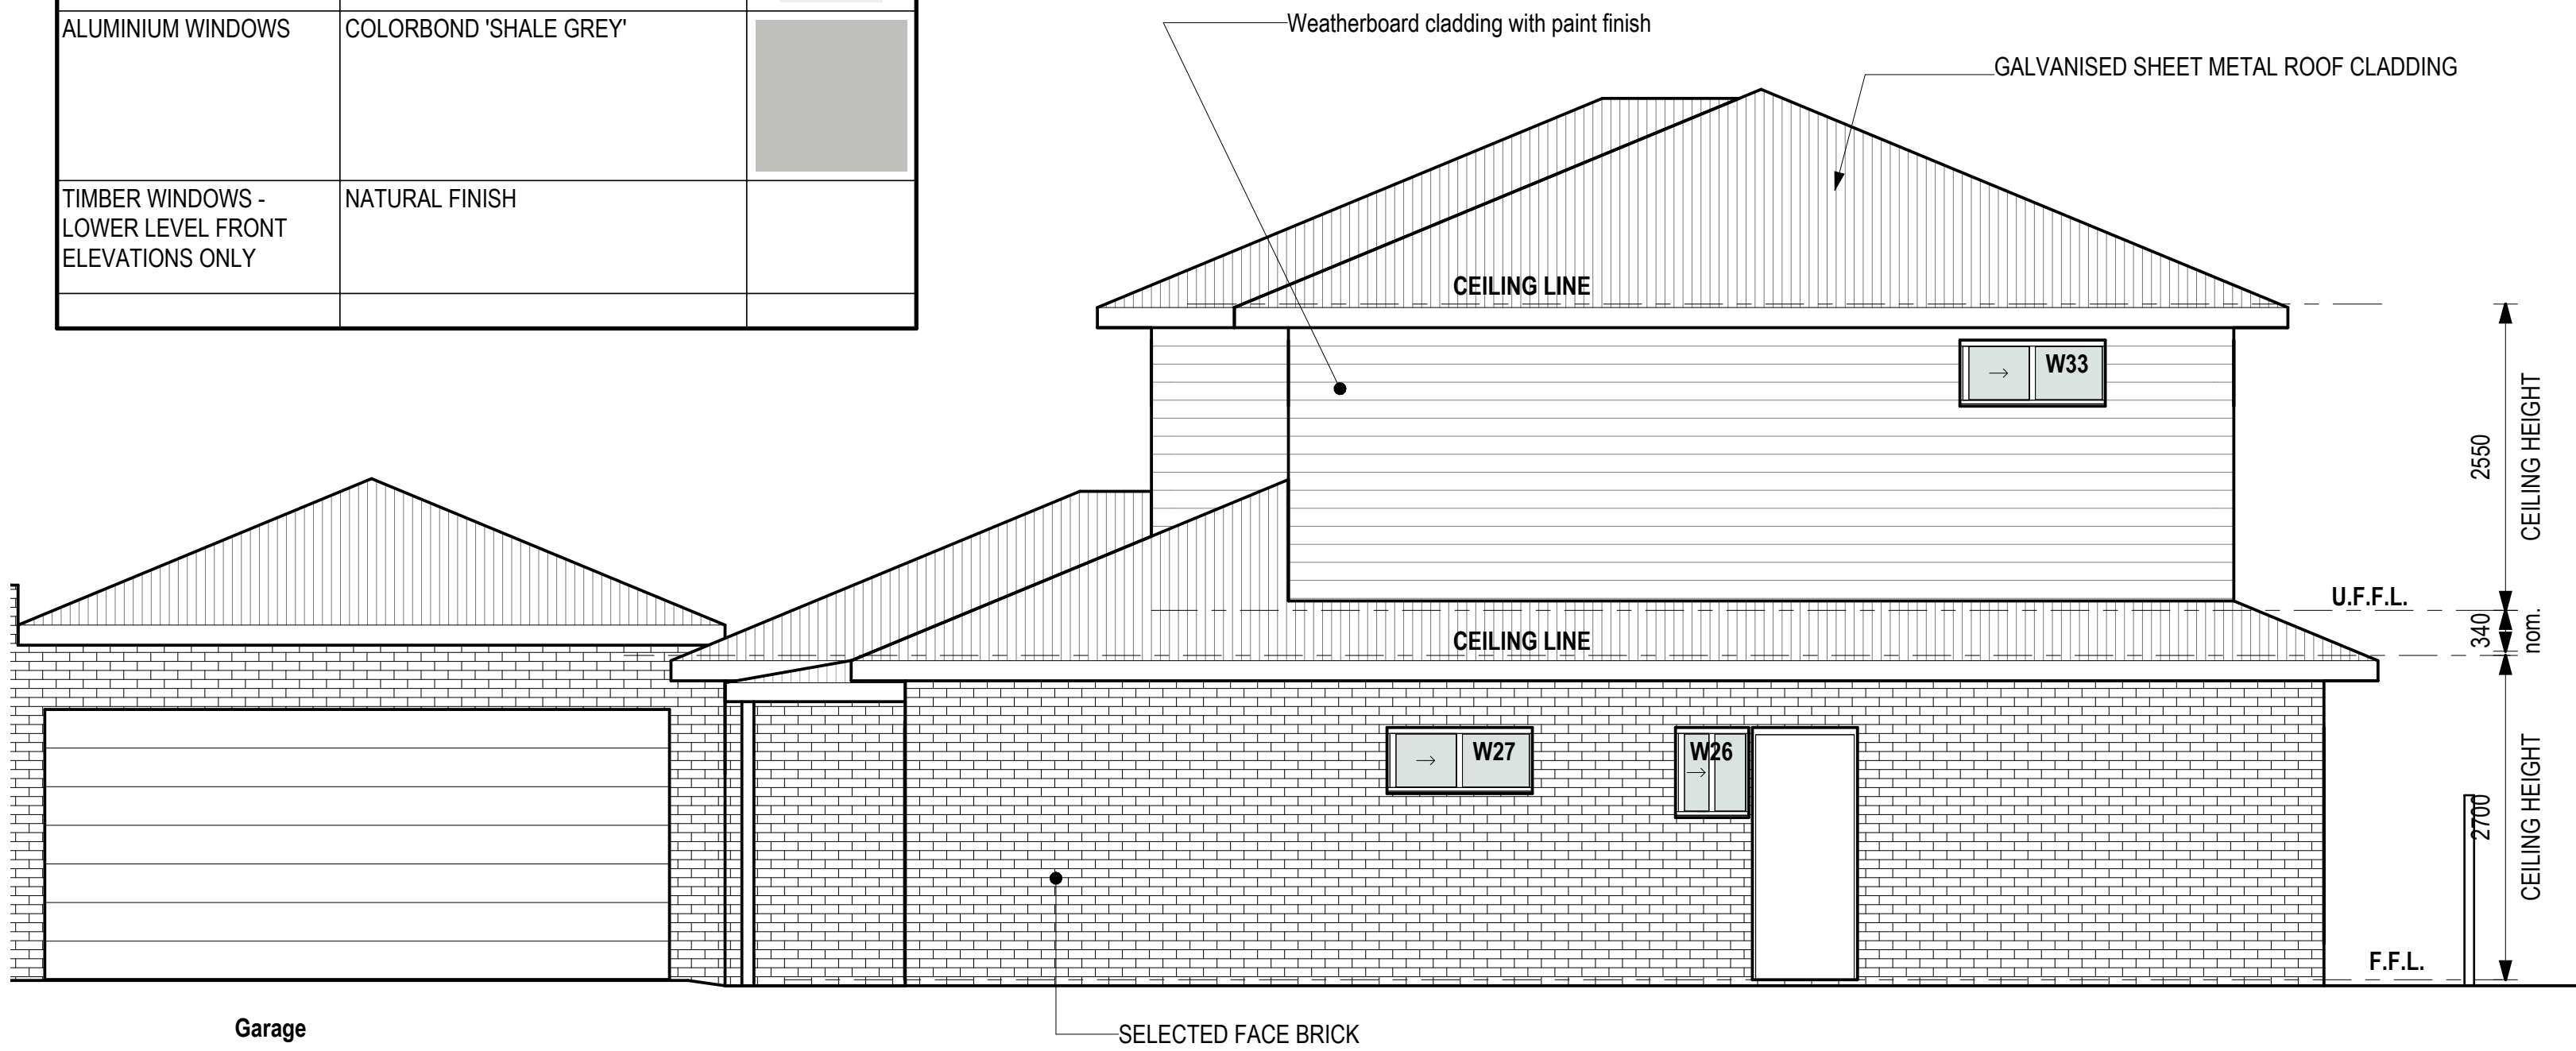 ALUMINIUM WINDOWS
COLORBOND 'SHALE GREY'
TIMBER WINDOWS -
LOWER LEVEL FRONT
ELEVATIONS ONLY
NATURAL FINISH
Weatherboard cladding with paint finish
GALVANISED SHEET METAL ROOF CLADDING
CEILING LINE
W33
2550
CEILING HEIGHT
U.F.F.L.
340
nom.
CEILING LINE
W27
W26
2700
CEILING HEIGHT
F.F.L.
Garage
SELECTED FACE BRICK